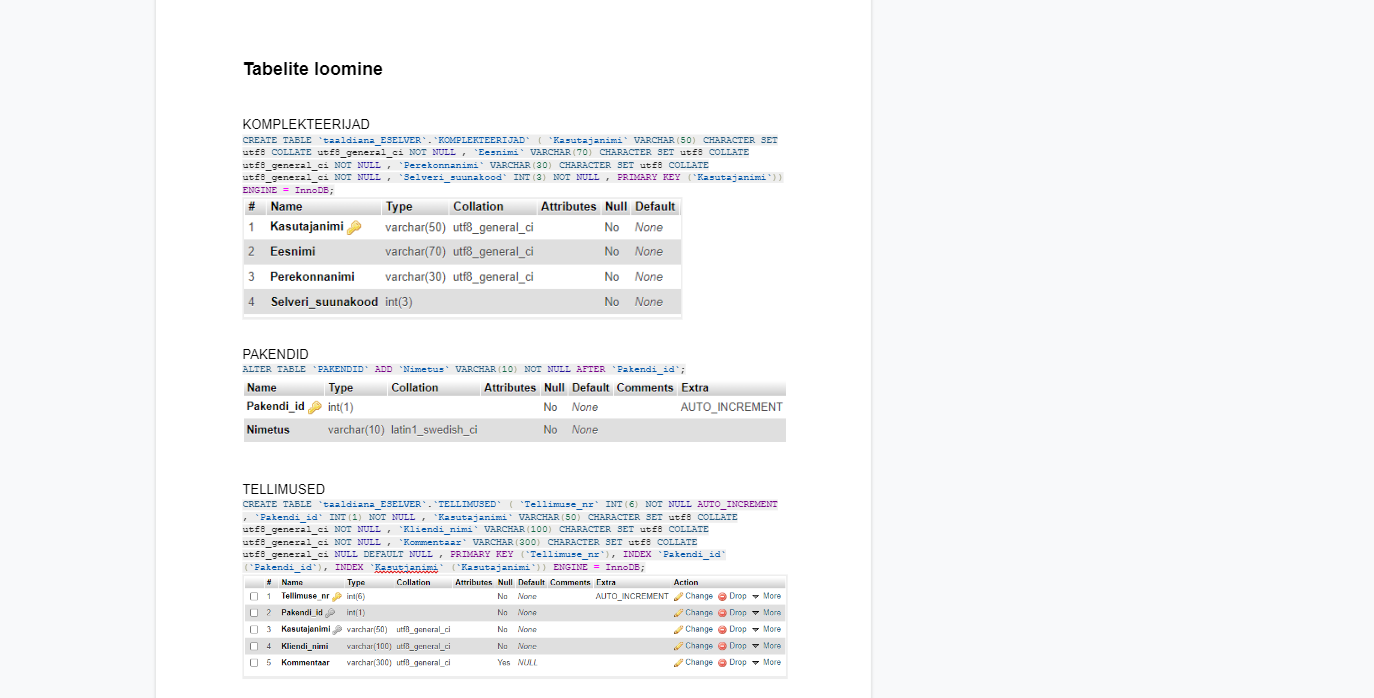 Tabelite loomine
KOMPLEKTEERIJAD
CREATE TABLE `taaldiana_ESELVER`.`KOMPLEKTEERIJAD` ( `Kasutajanimi` VARCHAR(50) CHARACTER SET
utf8 COLLATE utf8_general_ci NOT NULL , `Eesnimi` VARCHAR(70) CHARACTER SET utf8 COLLATE
utf8_general_ci NOT NULL , `Perekonnanimi` VARCHAR(30) CHARACTER SET utf8 COLLATE
utf8_general_ci NOT NULL , `Selveri_suunakood` INT(3) NOT NULL , PRIMARY KEY (`Kasutajanimi`))
ENGINE = InnoDB;
# Name Type Collation Attributes Null Default
1 Kasutajanimi varchar(50) utf8_general_ci No None
2 Eesnimi varchar(70) utf8_general_ci No None
3 Perekonnanimi varchar(30) utf8_general_ci No None
4 Selveri_suunakood int(3) No None
PAKENDID
ALTER TABLE `PAKENDID` ADD `Nimetus` VARCHAR(10) NOT NULL AFTER `Pakendi_id`;
Name Type Collation Attributes Null Default Comments Extra
Pakendi_id int(1) No None AUTO_INCREMENT
Nimetus varchar(10) latin1_swedish_ci No None
TELLIMUSED
CREATE TABLE `taaldiana_ESELVER`.`TELLIMUSED` ( `Tellimuse_nr` INT(6) NOT NULL AUTO_INCREMENT
, `Pakendi_id` INT(1) NOT NULL , `Kasutajanimi` VARCHAR(50) CHARACTER SET utf8 COLLATE
utf8_general_ci NOT NULL , `Kliendi_nimi` VARCHAR(100) CHARACTER SET utf8 COLLATE
utf8_general_ci NOT NULL , `Kommentaar` VARCHAR(300) CHARACTER SET utf8 COLLATE
utf8_general_ci NULL DEFAULT NULL , PRIMARY KEY (`Tellimuse_nr`), INDEX `Pakendi_id`
(`Pakendi_id`), INDEX `Kasutjanimi` (`Kasutajanimi`)) ENGINE = InnoDB;
# Name Type Collation Attributes Null Default Comments Extra Action
1 Tellimuse_nr int(6) No None AUTO_INCREMENT Change Drop More
2 Pakendi_id int(1) No None Change Drop More
3 Kasutajanimi varchar(50) utf8_general_ci No None Change Drop More
4 Kliendi_nimi varchar(100) utf8_general_ci No None Change Drop More
5 Kommentaar varchar(300) utf8_general_ci Yes NULL Change Drop More